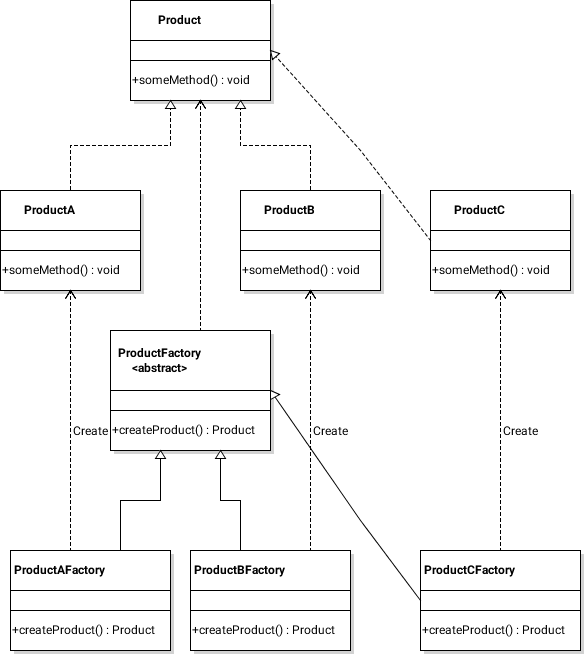 Product
+someMethod() : void
ProductA
+someMethod() : void
ProductB
+someMethod() : void
ProductC
+someMethod() : void
ProductFactory
<abstract>
+createProduct() : Product
Create
Create
Create
ProductAFactory
+createProduct() : Product
ProductBFactory
+createProduct() : Product
ProductCFactory
+createProduct() : Product